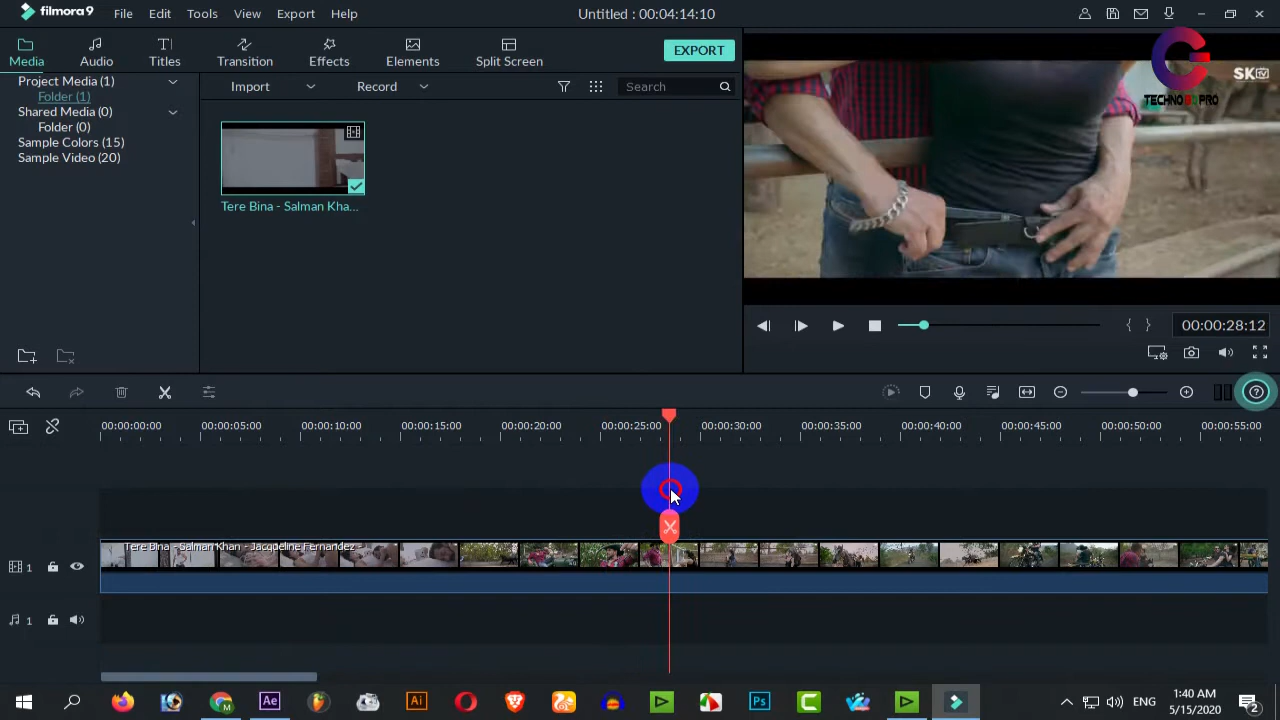 filmora9 File Edit Tools View Export Help Untitled : 00:04:14:10
Media Audio Titles Transition Effects Elements Split Screen EXPORT
Project Media (1)
Folder (1)
Shared Media (0)
Folder (0)
Sample Colors (15)
Sample Video (20)
Import Record Search
Tere Bina - Salman Kha...
SK TV
TECHNO GS PRO
{ } 00:00:28:12
00:00:00:00 00:00:05:00 00:00:10:00 00:00:15:00 00:00:20:00 00:00:25:00 00:00:30:00 00:00:35:00 00:00:40:00 00:00:45:00 00:00:50:00 00:00:55:00
Tere Bina - Salman Khan - Jacqueline Fernandez -
1
1
Ae Ai Ps ENG 1:40 AM
5/15/2020 2